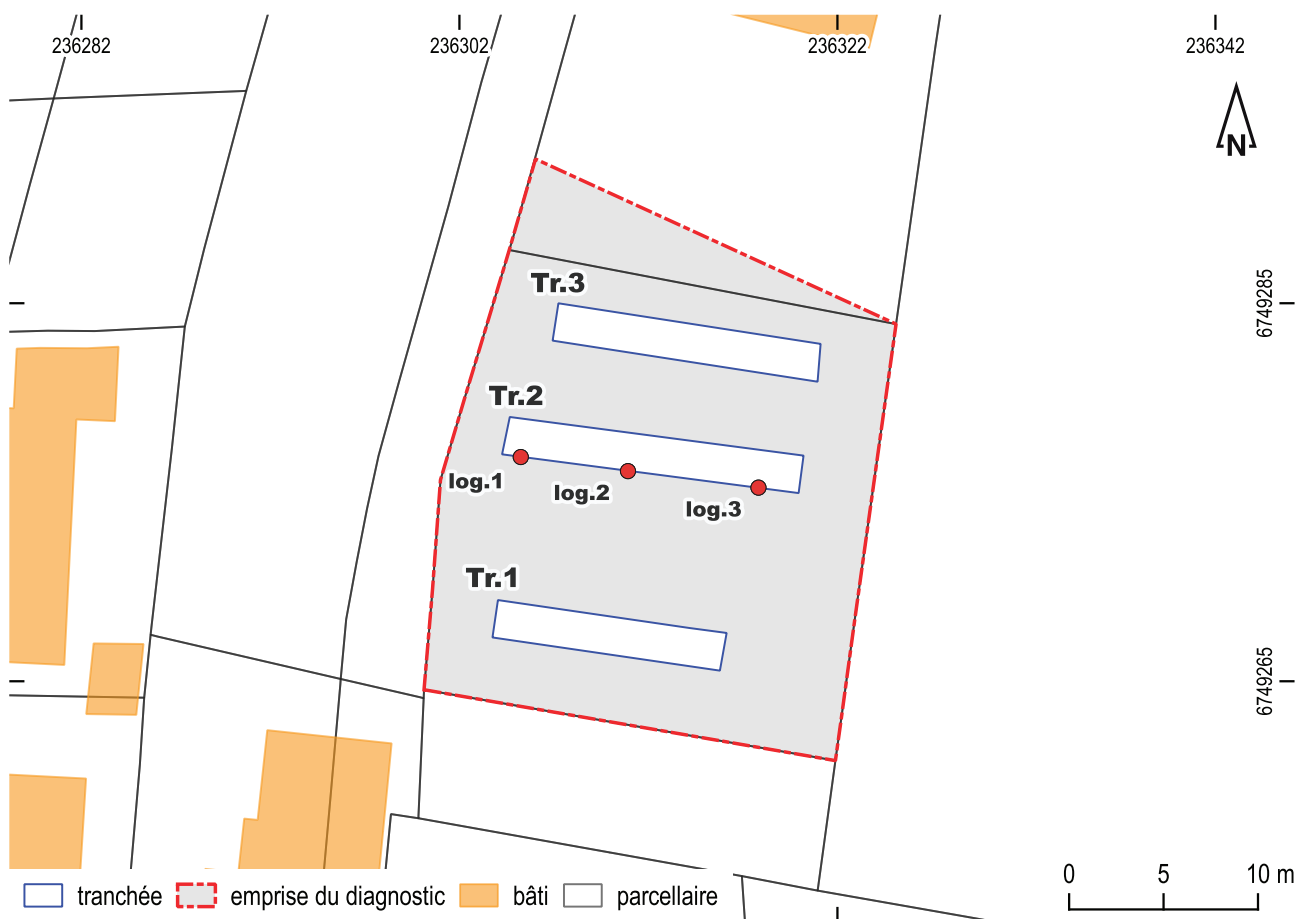 236282 236302 236322 236342
N
6749285
Tr.3
Tr.2
log.1
log.2
log.3
Tr.1
6749265
0 5 10 m
tranchée emprise du diagnostic bâti parcellaire